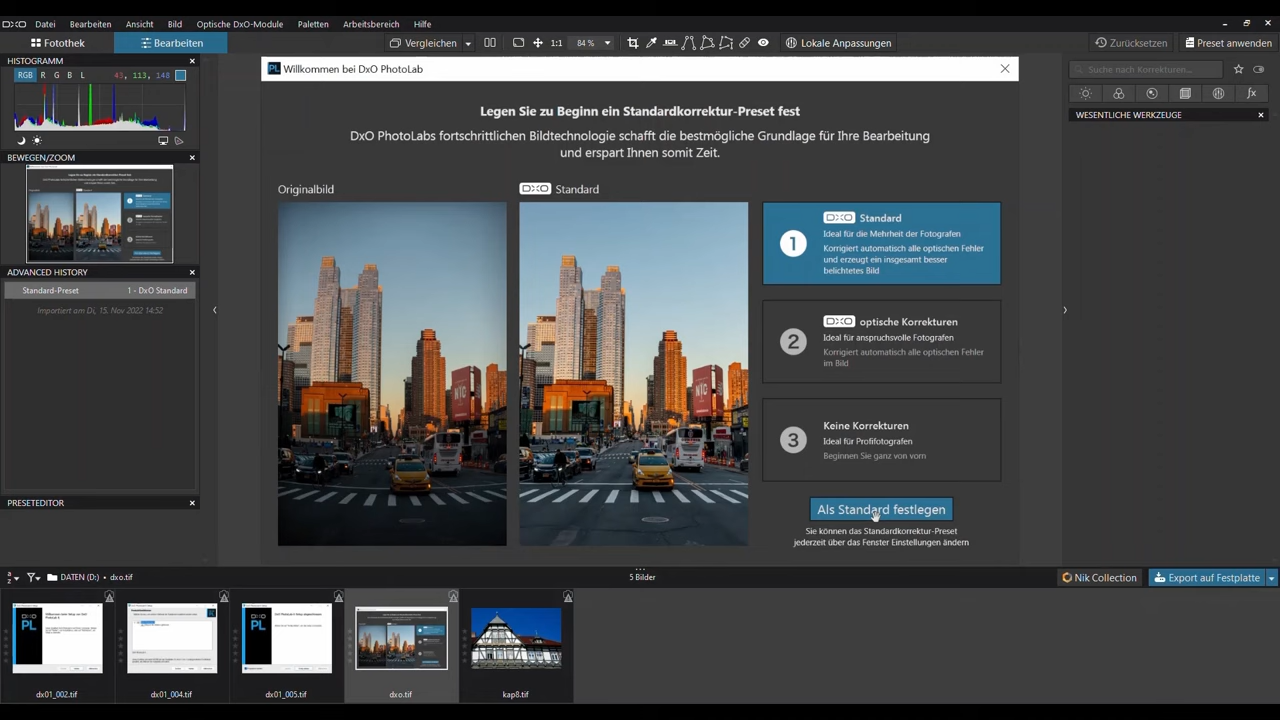 DXO Datei Bearbeiten Ansicht Bild Optische DxO-Module Paletten Arbeitsbereich Hilfe
Fotothek Bearbeiten Vergleichen 1:1 84 % Lokale Anpassungen Zurücksetzen Preset anwenden
HISTOGRAMM
RGB R G B L 43, 113, 148
BEWEGEN/ZOOM
ADVANCED HISTORY
Standard-Preset 1 - DxO Standard
Importiert am Di, 15. Nov 2022 14:52
PRESETEDITOR
PL Willkommen bei DxO PhotoLab
Legen Sie zu Beginn ein Standardkorrektur-Preset fest
DxO PhotoLabs fortschrittlichen Bildtechnologie schafft die bestmögliche Grundlage für Ihre Bearbeitung
und erspart Ihnen somit Zeit.
Originalbild
DXO Standard
1
DXO Standard
Ideal für die Mehrheit der Fotografen
Korrigiert automatisch alle optischen Fehler
und erzeugt ein insgesamt besser
belichtetes Bild
2
DXO optische Korrekturen
Ideal für anspruchsvolle Fotografen
Korrigiert automatisch alle optischen Fehler
im Bild
3
Keine Korrekturen
Ideal für Profifotografen
Beginnen Sie ganz von vorn
Als Standard festlegen
Sie können das Standardkorrektur-Preset
jederzeit über das Fenster Einstellungen ändern
Suche nach Korrekturen...
fx
WESENTLICHE WERKZEUGE
DATEN (D:) dxo.tif 5 Bilder Nik Collection Export auf Festplatte
DXO
PL
DXO
PL
dx01_002.tif dx01_004.tif dx01_005.tif dxo.tif kap8.tif